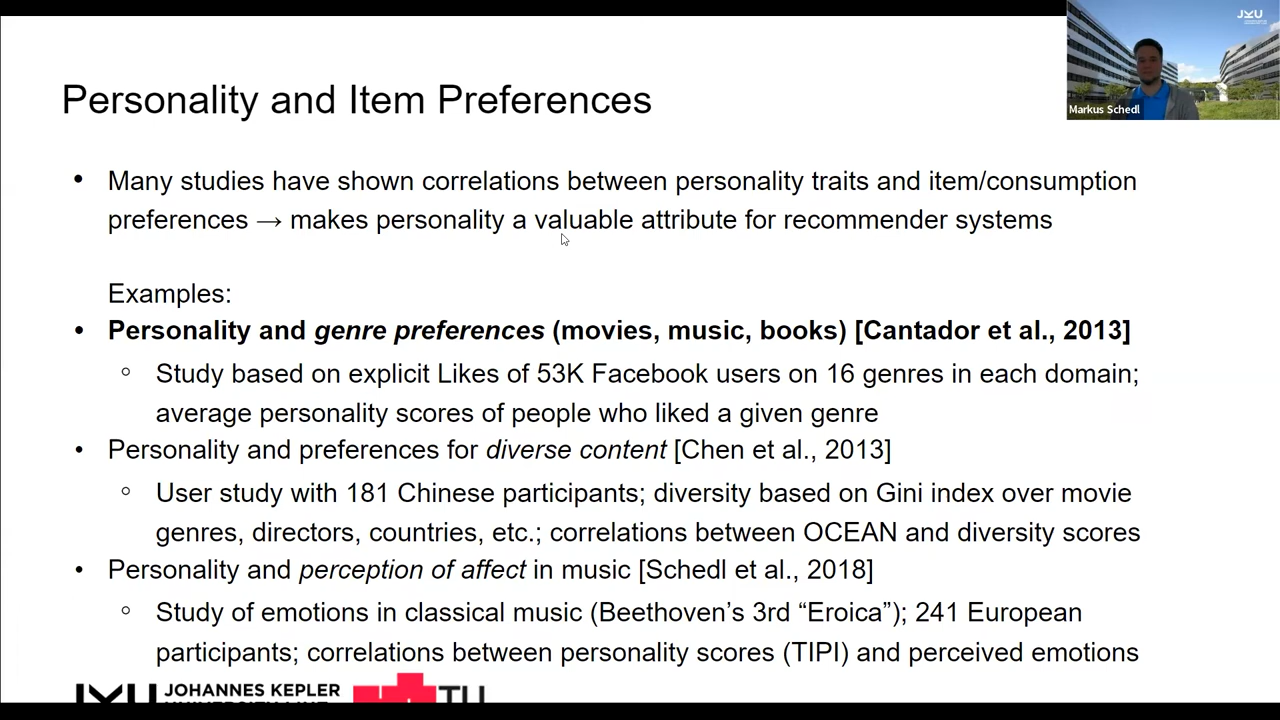 JKU
Markus Schedl
Personality and Item Preferences
• Many studies have shown correlations between personality traits and item/consumption
preferences → makes personality a valuable attribute for recommender systems
Examples:
• Personality and genre preferences (movies, music, books) [Cantador et al., 2013]
○ Study based on explicit Likes of 53K Facebook users on 16 genres in each domain;
average personality scores of people who liked a given genre
• Personality and preferences for diverse content [Chen et al., 2013]
○ User study with 181 Chinese participants; diversity based on Gini index over movie
genres, directors, countries, etc.; correlations between OCEAN and diversity scores
• Personality and perception of affect in music [Schedl et al., 2018]
○ Study of emotions in classical music (Beethoven’s 3rd “Eroica”); 241 European
participants; correlations between personality scores (TIPI) and perceived emotions
JKU JOHANNES KEPLER
UNIVERSITY LINZ
TU